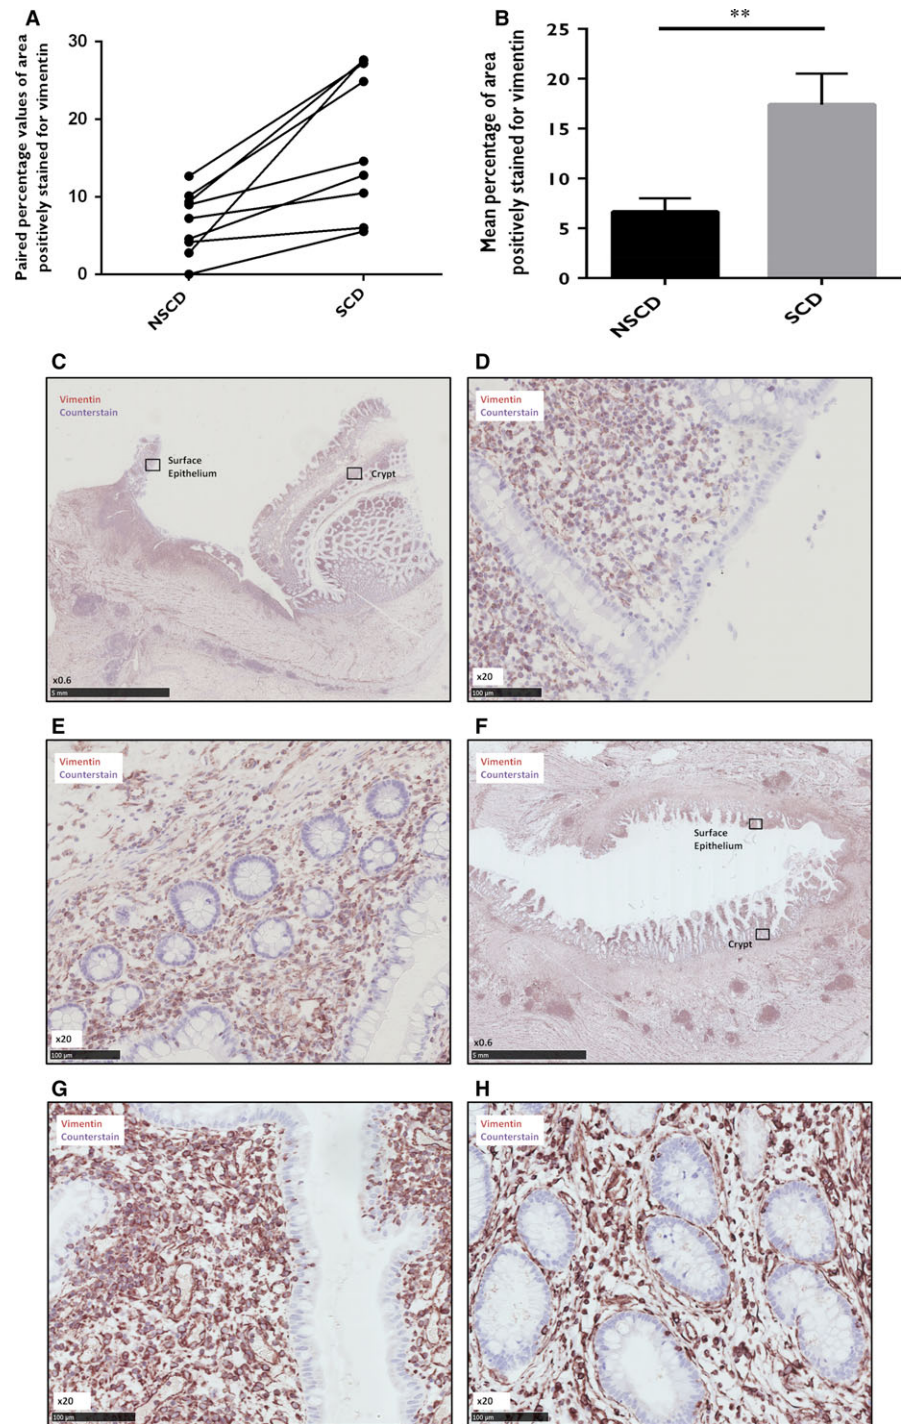 A
Paired percentage values of area
positively stained for vimentin
30
20
10
0
NSCD
SCD
B
Mean percentage of area
positively stained for vimentin
25
20
15
10
5
0
**
NSCD
SCD
C
Vimentin
Counterstain
Surface
Epithelium
Crypt
x0.6
5 mm
D
Vimentin
Counterstain
x20
100 µm
E
Vimentin
Counterstain
x20
100 µm
F
Vimentin
Counterstain
Surface
Epithelium
Crypt
x0.6
5 mm
G
Vimentin
Counterstain
x20
100 µm
H
Vimentin
Counterstain
x20
100 µm